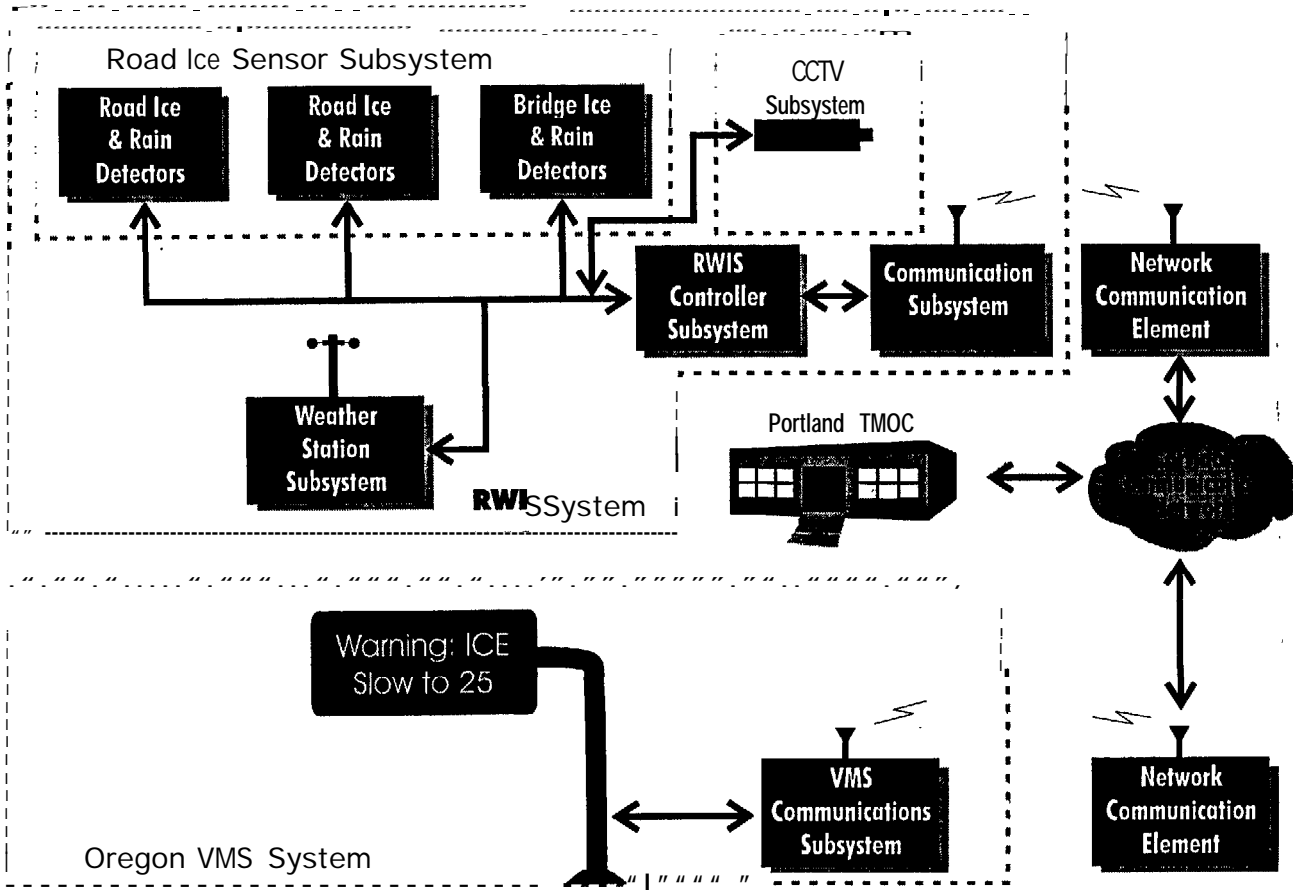 Road Ice Sensor Subsystem
Road Ice
& Rain
Detectors
Road Ice
& Rain
Detectors
Bridge Ice
& Rain
Detectors
CCTV
Subsystem
RWIS
Controller
Subsystem
Communication
Subsystem
Network
Communication
Element
Weather
Station
Subsystem
RWISSystem
Portland TMOC
Warning: ICE
Slow to 25
VMS
Communications
Subsystem
Network
Communication
Element
Oregon VMS System